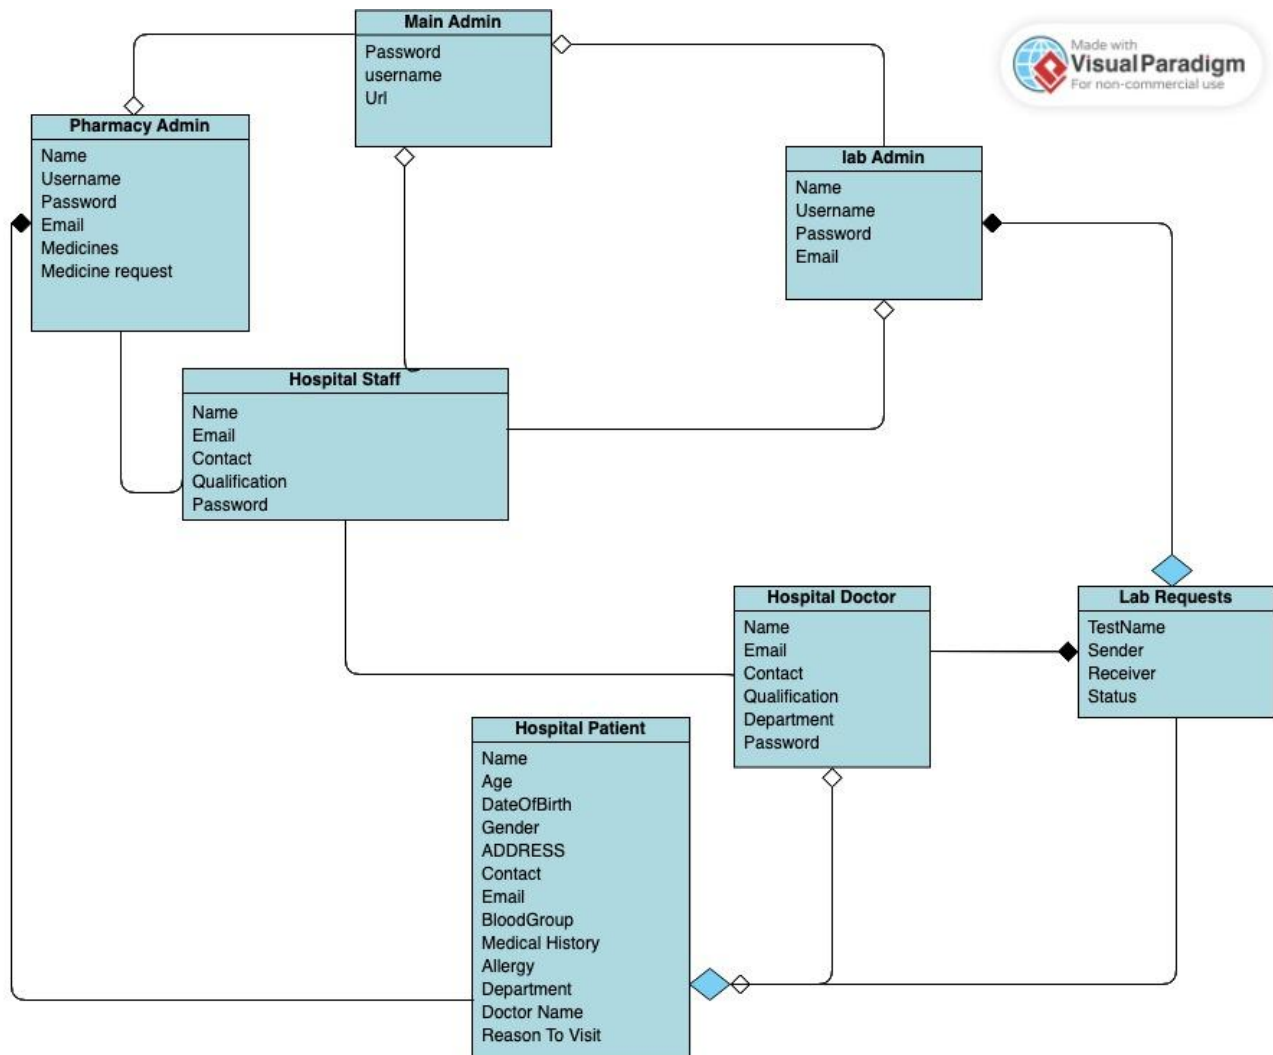 Main Admin
Password
username
Url
Made with
Visual Paradigm
For non-commercial use
Pharmacy Admin
Name
Username
Password
Email
Medicines
Medicine request
lab Admin
Name
Username
Password
Email
Hospital Staff
Name
Email
Contact
Qualification
Password
Hospital Doctor
Name
Email
Contact
Qualification
Department
Password
Lab Requests
TestName
Sender
Receiver
Status
Hospital Patient
Name
Age
DateOfBirth
Gender
ADDRESS
Contact
Email
BloodGroup
Medical History
Allergy
Department
Doctor Name
Reason To Visit